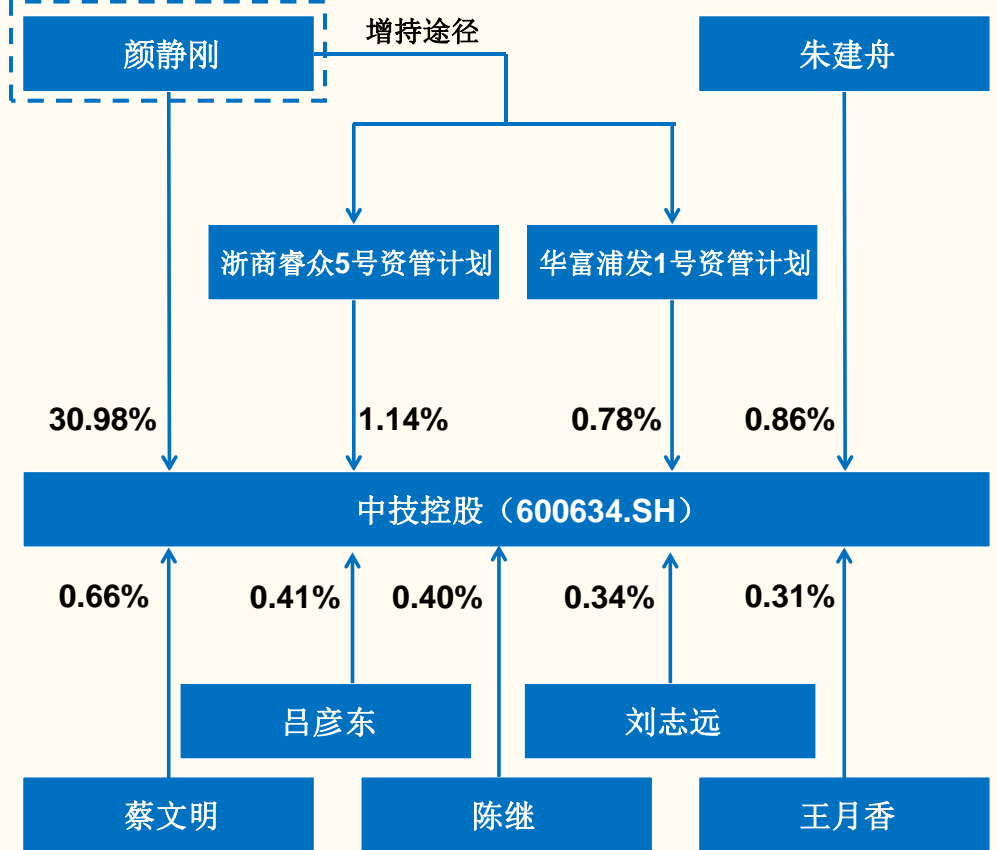 增持途径
颜静刚
朱建舟
浙商睿众5号资管计划
华富浦发1号资管计划
30.98%
1.14%
0.78%
0.86%
中技控股（600634.SH）
0.66%
0.41%
0.40%
0.34%
0.31%
吕彦东
刘志远
蔡文明
陈继
王月香